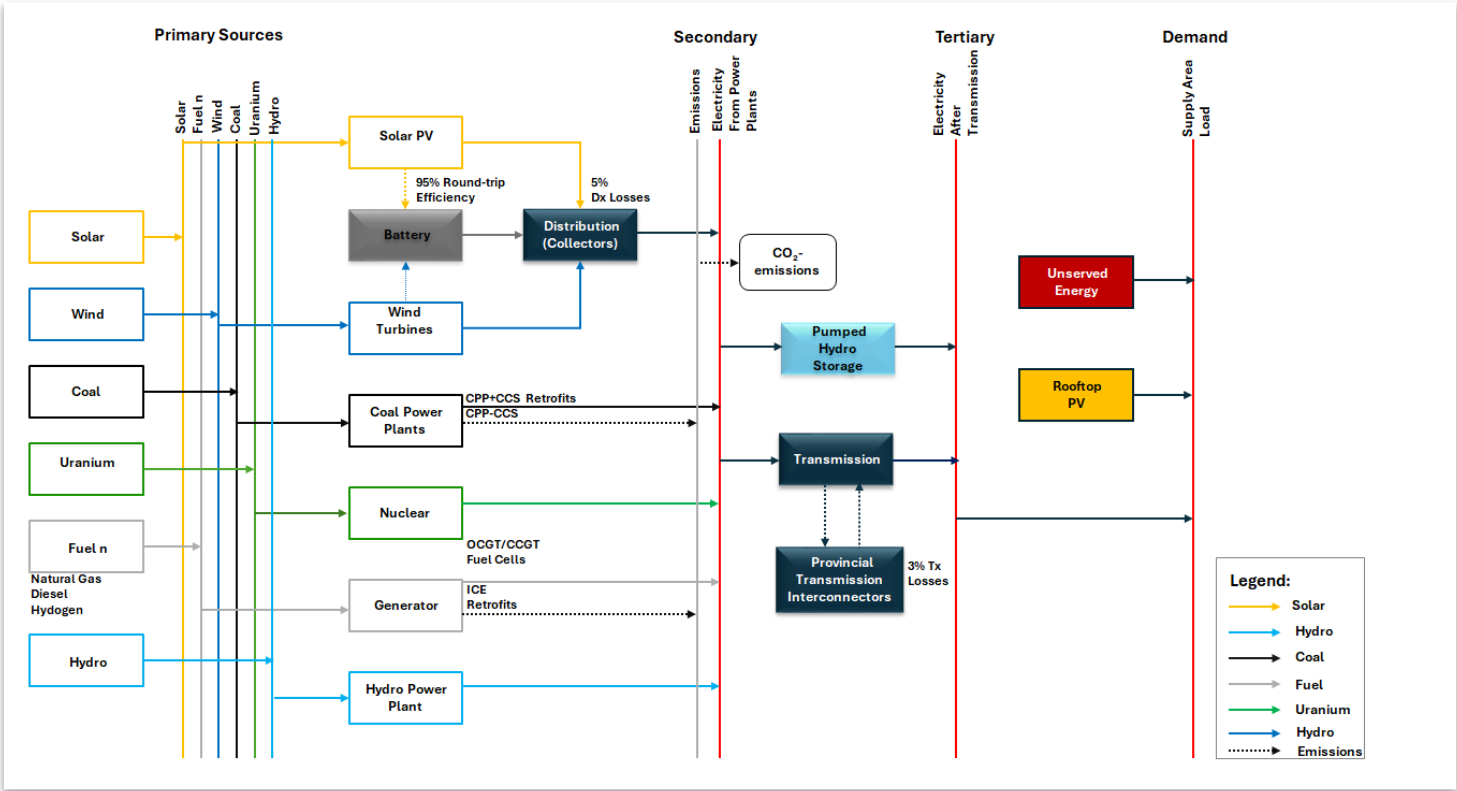 Primary Sources
Secondary
Tertiary
Demand
Solar
Fuel n
Wind
Coal
Uranium
Hydro
Emissions
Electricity
From Power
Plants
Electricity
After
Transmission
Supply Area
Load
Solar PV
95% Round-trip
Efficiency
5%
Dx Losses
Solar
Battery
Distribution
(Collectors)
CO₂-
emissions
Unserved
Energy
Wind
Wind
Turbines
Pumped
Hydro
Storage
Coal
Coal Power
Plants
CPP+CCS Retrofits
CPP-CCS
Rooftop
PV
Uranium
Transmission
Nuclear
OCGT/CCGT
Fuel Cells
Fuel n
Natural Gas
Diesel
Hydogen
Generator
ICE
Retrofits
Provincial
Transmission
Interconnectors
3% Tx
Losses
Hydro
Hydro Power
Plant
Legend:
Solar
Hydro
Coal
Fuel
Uranium
Hydro
Emissions